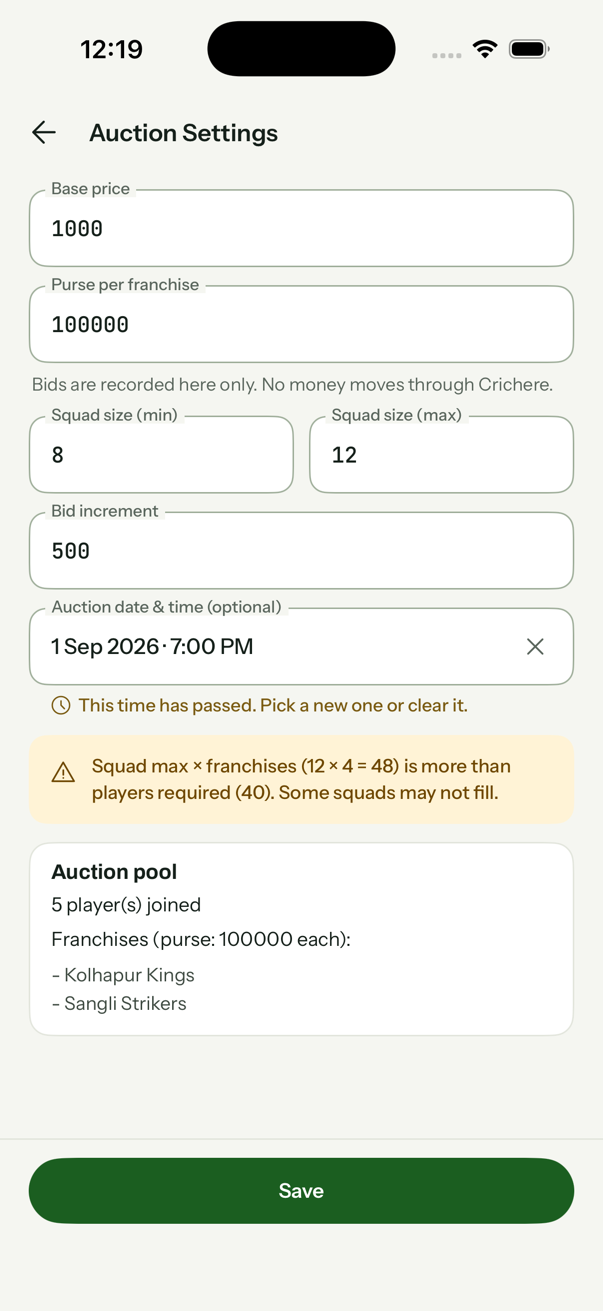 12:19
Auction Settings
Base price
1000
Purse per franchise
100000
Bids are recorded here only. No money moves through Crichere.
Squad size (min)
8
Squad size (max)
12
Bid increment
500
Auction date & time (optional)
1 Sep 2026 · 7:00 PM
This time has passed. Pick a new one or clear it.
Squad max × franchises (12 × 4 = 48) is more than
players required (40). Some squads may not fill.
Auction pool
5 player(s) joined
Franchises (purse: 100000 each):
- Kolhapur Kings
- Sangli Strikers
Save